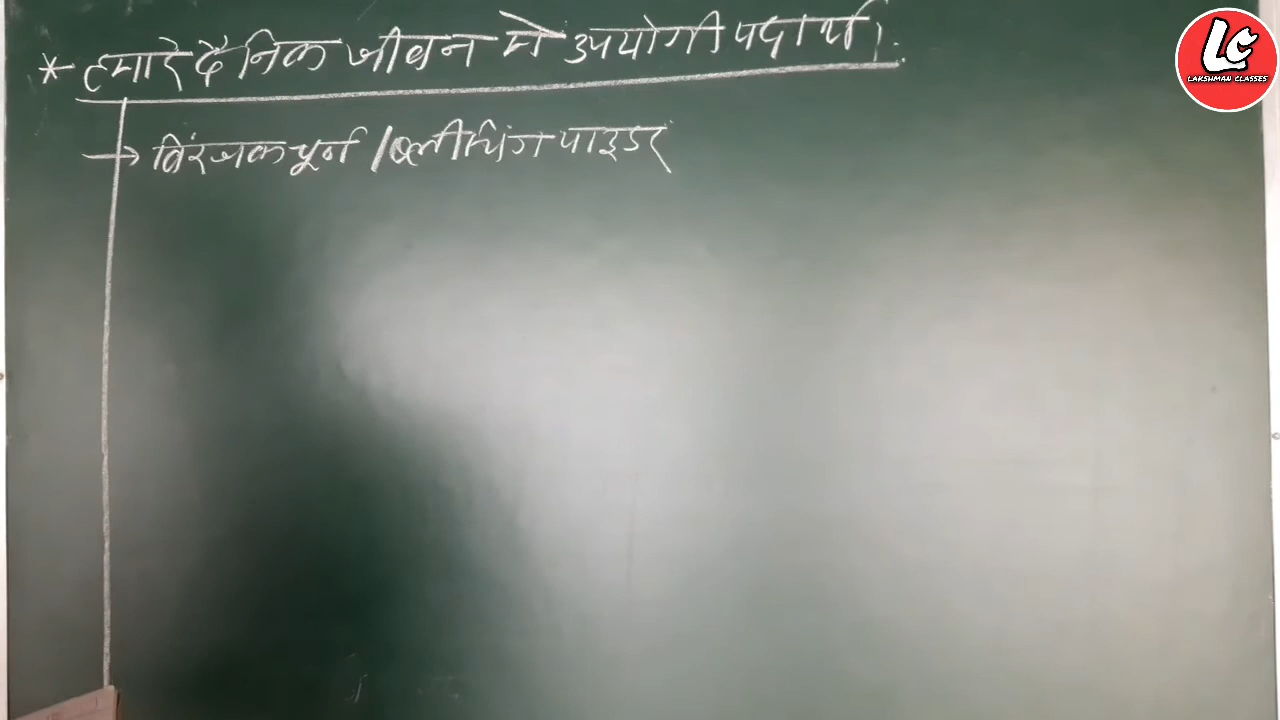 * हमारे दैनिक जीवन में उपयोगी पदार्थ।
→ विरंजक चूर्ण / ब्लीचिंग पाउडर
LC
LAKSHMAN CLASSES